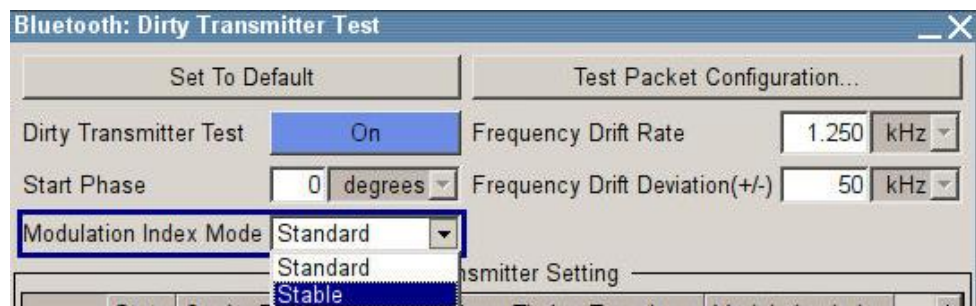 Bluetooth: Dirty Transmitter Test
Set To Default
Test Packet Configuration...
Dirty Transmitter Test On Frequency Drift Rate 1.250 kHz
Start Phase 0 degrees Frequency Drift Deviation(+/-) 50 kHz
Modulation Index Mode Standard
Standard
Setting
Stable